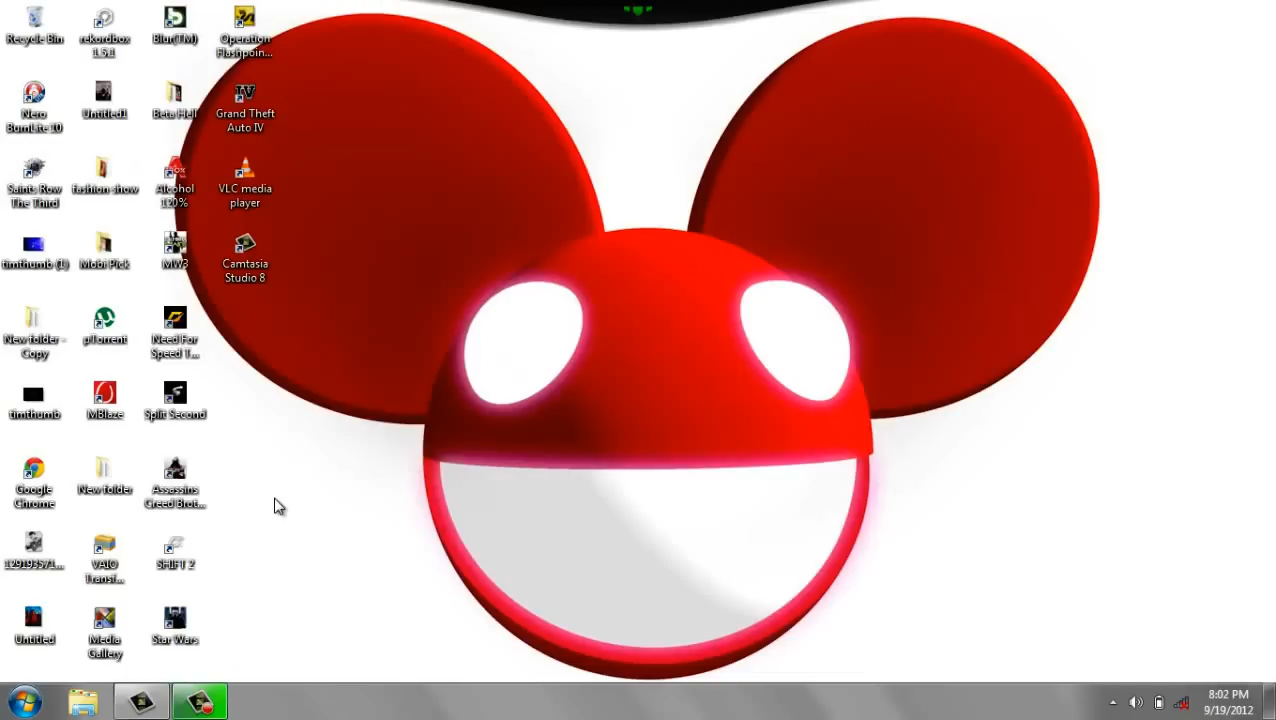 Recycle Bin
rekordbox
1.5.1
Blur(TM)
Operation
Flashpoin...
Nero
BurnLite 10
Untitled1
Beta Hell
Grand Theft
Auto IV
Saints Row
The Third
fashion show
Alcohol
120%
VLC media
player
timthumb (1)
Mobi Pick
MW3
Camtasia
Studio 8
New folder -
Copy
µTorrent
Need For
Speed T...
timthumb
MBlaze
Split Second
Google
Chrome
New folder
Assassins
Creed Brot...
VAIO
Transf...
SHIFT 2
Untitled
Media
Gallery
Star Wars
8:02 PM
9/19/2012